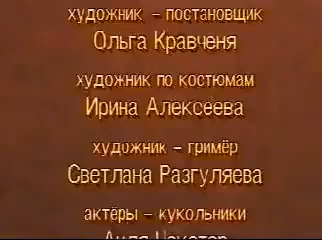 художник – постановщик
Ольга Кравченя
художник по костюмам
Ирина Алексеева
художник – гримёр
Светлана Разгуляева
актёры – кукольники